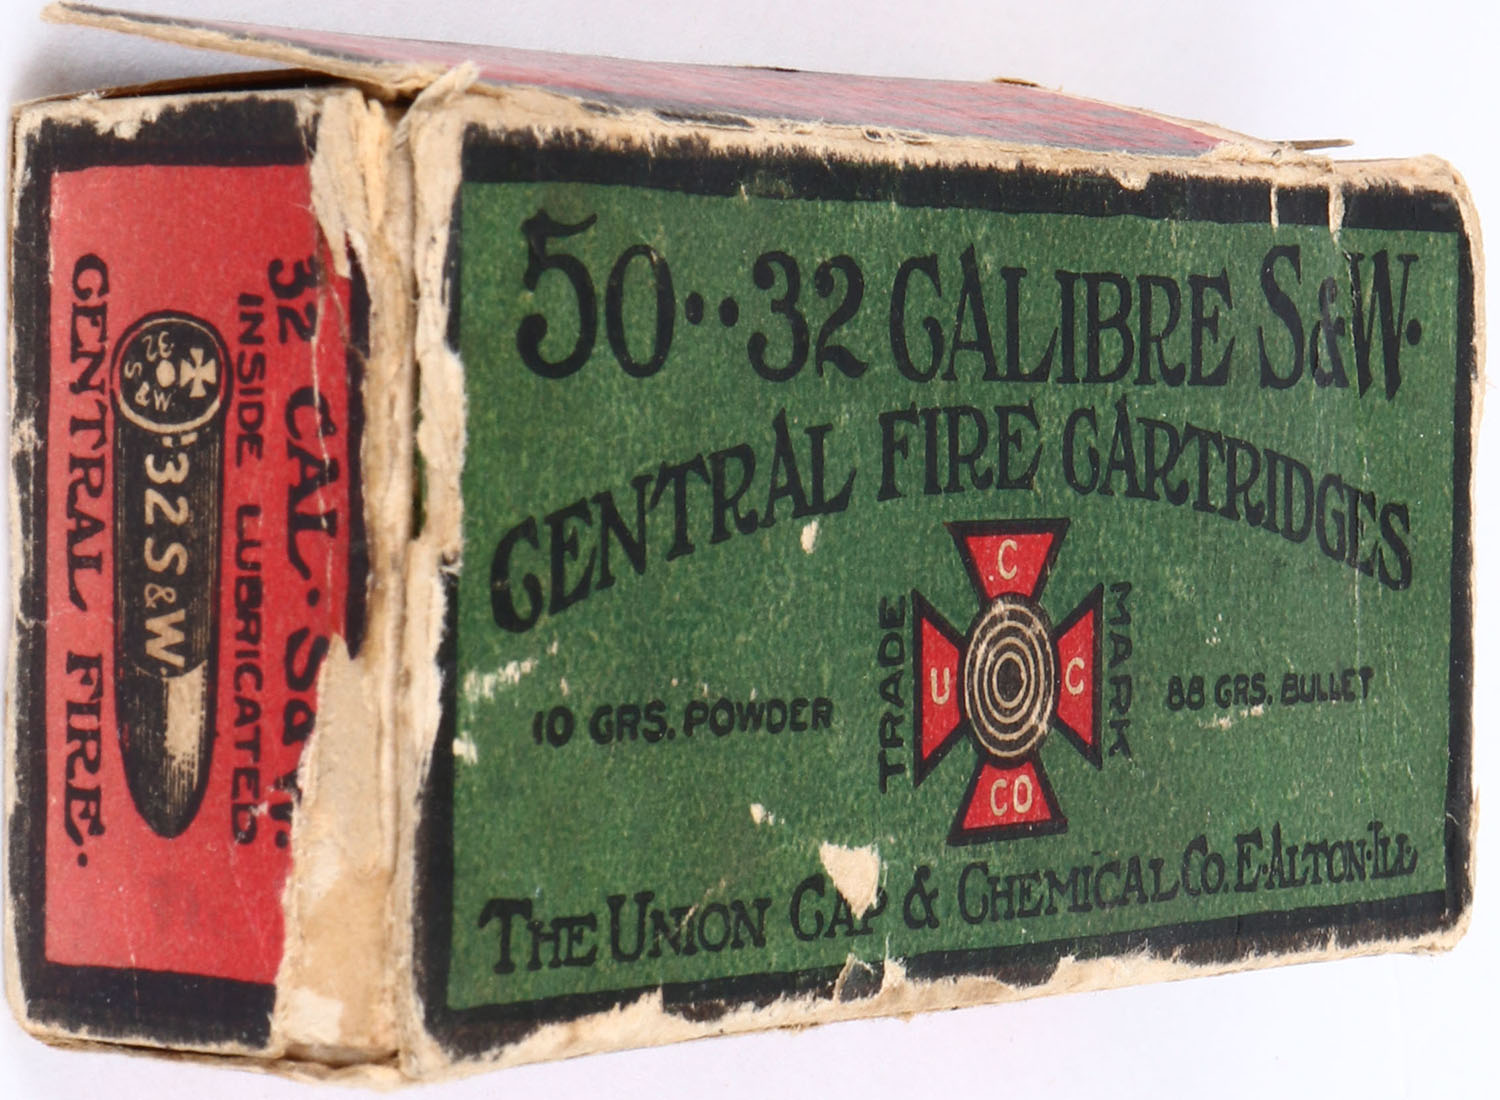 50··32 CALIBRE S&W·
CENTRAL FIRE CARTRIDGES
TRADE MARK
C
U C
CO
10 GRS. POWDER
88 GRS. BULLET
THE UNION CAP & CHEMICAL CO. E·ALTON·ILL
32 CAL. S&W.
INSIDE LUBRICATED
32 S&W
·32 S&W.
CENTRAL FIRE.